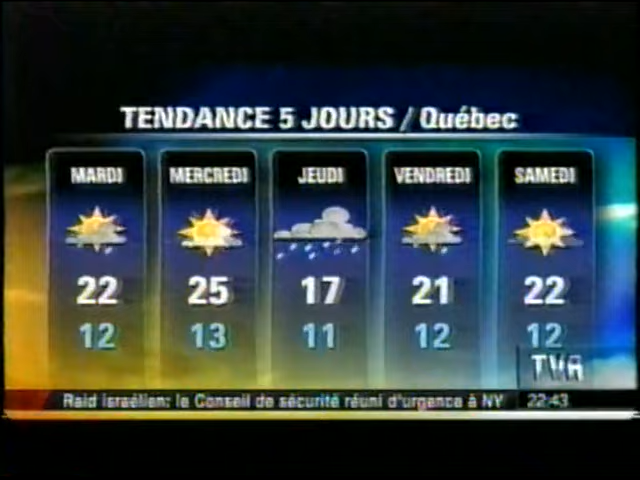 TENDANCE 5 JOURS / Québec
MARDI MERCREDI JEUDI VENDREDI SAMEDI
22 25 17 21 22
12 13 11 12 12
TVA
Raid israélien: le Conseil de sécurité réuni d'urgence à NY 22:43